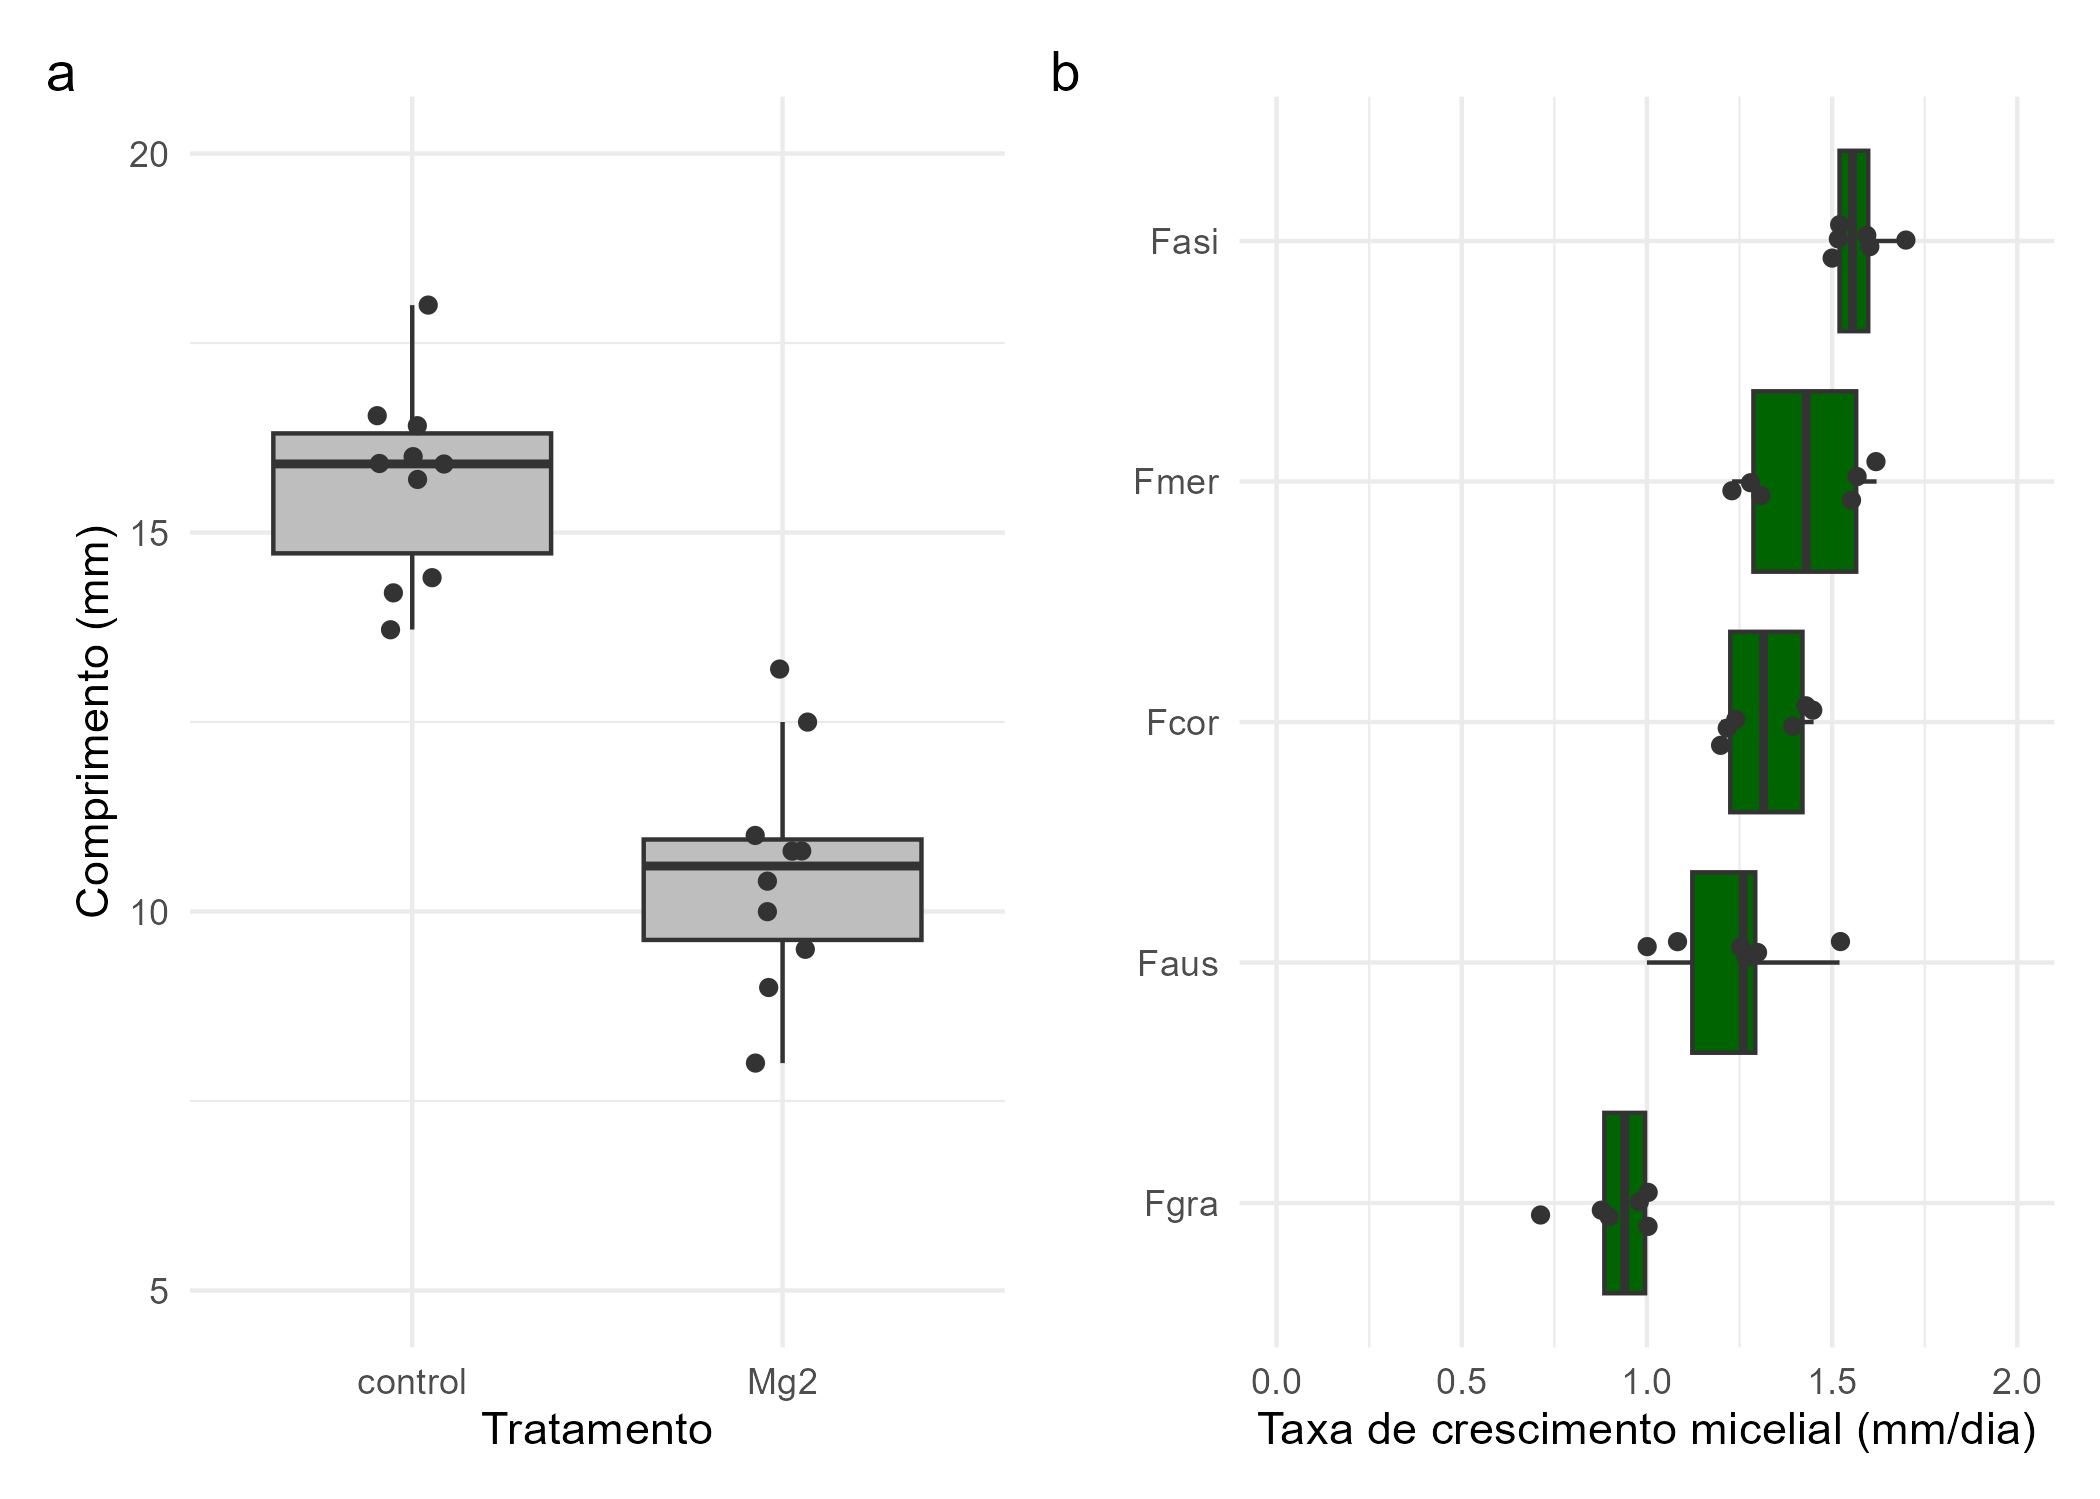 a
20
15
10
5
Comprimento (mm)
control
Mg2
Tratamento
b
Fasi
Fmer
Fcor
Faus
Fgra
0.0
0.5
1.0
1.5
2.0
Taxa de crescimento micelial (mm/dia)